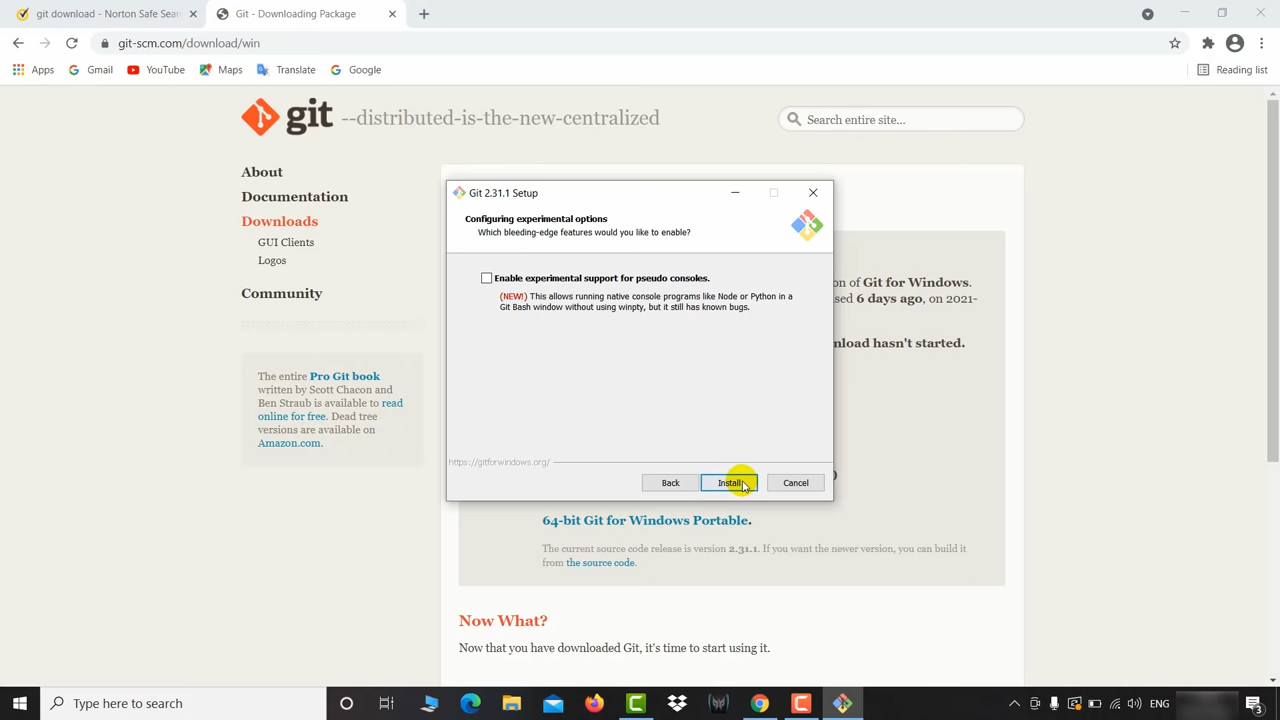 git download - Norton Safe Sear
Git - Downloading Package
git-scm.com/download/win
Apps
Gmail
YouTube
Maps
Translate
Google
Reading list
git --distributed-is-the-new-centralized
Search entire site...
About
Documentation
Downloads
GUI Clients
Logos
Community
The entire Pro Git book
written by Scott Chacon and
Ben Straub is available to read
online for free. Dead tree
versions are available on
Amazon.com.
Git 2.31.1 Setup
Configuring experimental options
Which bleeding-edge features would you like to enable?
Enable experimental support for pseudo consoles.
(NEW!) This allows running native console programs like Node or Python in a
Git Bash window without using winpty, but it still has known bugs.
https://gitforwindows.org/
Back
Install
Cancel
on of Git for Windows.
sed 6 days ago, on 2021-
nload hasn't started.
)
64-bit Git for Windows Portable.
The current source code release is version 2.31.1. If you want the newer version, you can build it
from the source code.
Now What?
Now that you have downloaded Git, it's time to start using it.
Type here to search
ENG
3